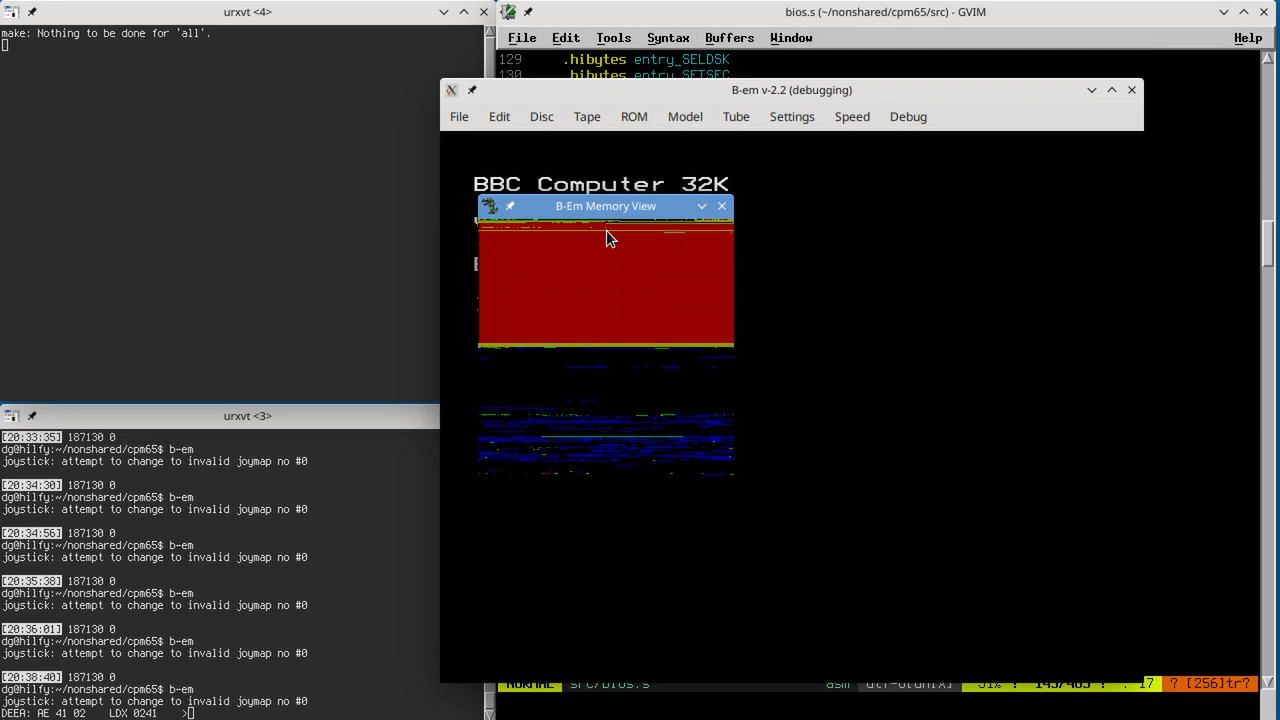 urxvt <4>
make: Nothing to be done for 'all'.
bios.s (~/nonshared/cpm65/src) - GVIM
File Edit Tools Syntax Buffers Window Help
129 .hibytes entry_SELDSK
130 .hibytes entry_SETSEC
B-em v-2.2 (debugging)
File Edit Disc Tape ROM Model Tube Settings Speed Debug
BBC Computer 32K
B-Em Memory View
urxvt <3>
[20:33:35] 187130 0
dg@hilfy:~/nonshared/cpm65$ b-em
joystick: attempt to change to invalid joymap no #0
[20:34:30] 187130 0
dg@hilfy:~/nonshared/cpm65$ b-em
joystick: attempt to change to invalid joymap no #0
[20:34:56] 187130 0
dg@hilfy:~/nonshared/cpm65$ b-em
joystick: attempt to change to invalid joymap no #0
[20:35:38] 187130 0
dg@hilfy:~/nonshared/cpm65$ b-em
joystick: attempt to change to invalid joymap no #0
[20:36:01] 187130 0
dg@hilfy:~/nonshared/cpm65$ b-em
joystick: attempt to change to invalid joymap no #0
[20:38:40] 187130 0
dg@hilfy:~/nonshared/cpm65$ b-em
joystick: attempt to change to invalid joymap no #0
DEEA: AE 41 02 LDX 0241 >
NORMAL src/bios.s asm 17 ? [256]tr?